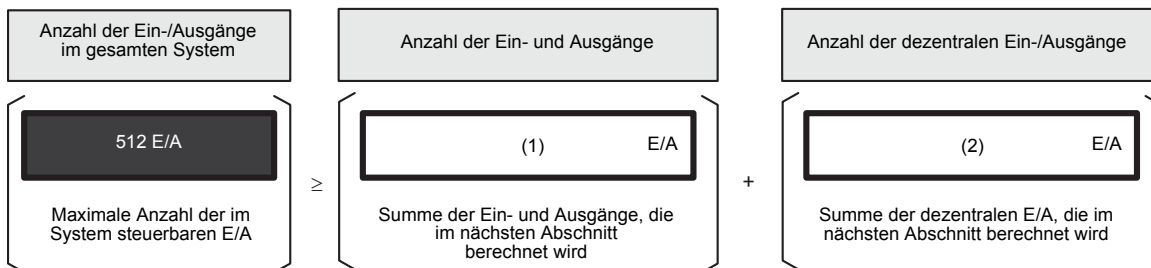 Anzahl der Ein-/Ausgänge
im gesamten System
Anzahl der Ein- und Ausgänge
Anzahl der dezentralen Ein-/Ausgänge
512 E/A
≥
(1) E/A
+
(2) E/A
Maximale Anzahl der im
System steuerbaren E/A
Summe der Ein- und Ausgänge, die
im nächsten Abschnitt
berechnet wird
Summe der dezentralen E/A, die im
nächsten Abschnitt berechnet wird